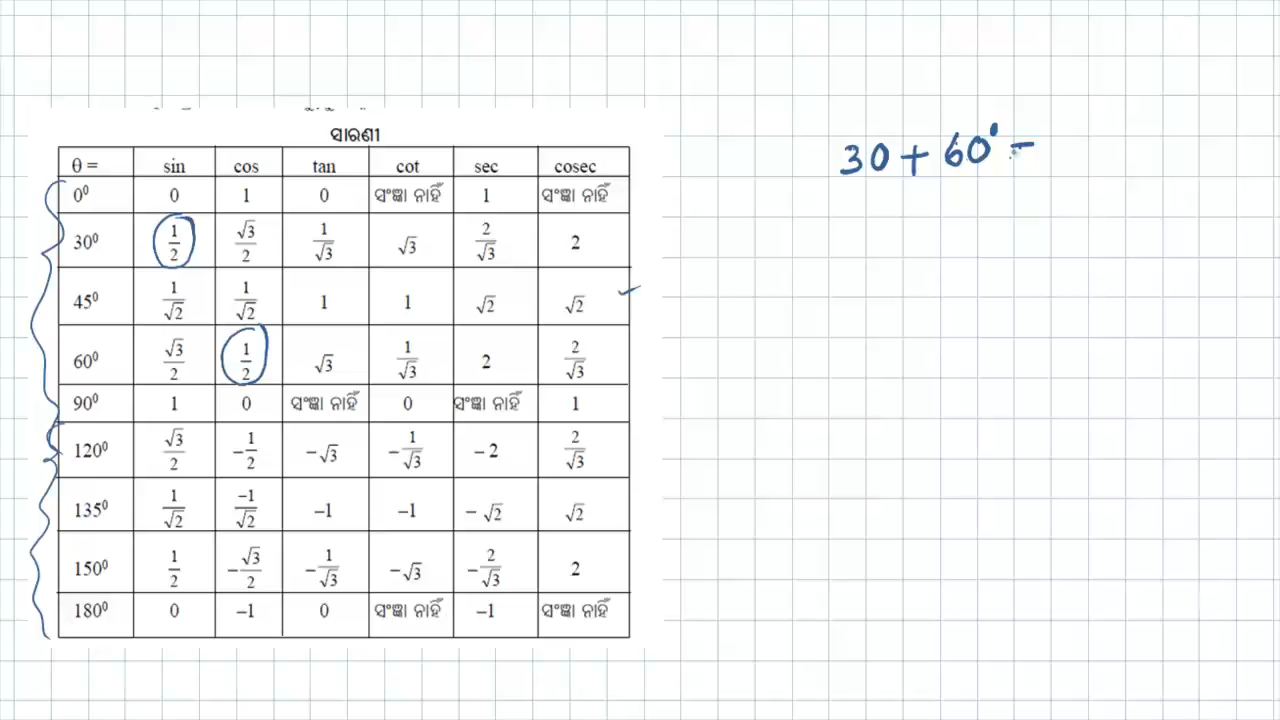 ସାରଣୀ
θ = sin cos tan cot sec cosec
0⁰ 0 1 0 ସଂଜ୍ଞା ନାହିଁ 1 ସଂଜ୍ଞା ନାହିଁ
30⁰ 1/2 √3/2 1/√3 √3 2/√3 2
45⁰ 1/√2 1/√2 1 1 √2 √2
60⁰ √3/2 1/2 √3 1/√3 2 2/√3
90⁰ 1 0 ସଂଜ୍ଞା ନାହିଁ 0 ସଂଜ୍ଞା ନାହିଁ 1
120⁰ √3/2 –1/2 –√3 –1/√3 –2 2/√3
135⁰ 1/√2 –1/√2 –1 –1 –√2 √2
150⁰ 1/2 –√3/2 –1/√3 –√3 –2/√3 2
180⁰ 0 –1 0 ସଂଜ୍ଞା ନାହିଁ –1 ସଂଜ୍ଞା ନାହିଁ
30 + 60°